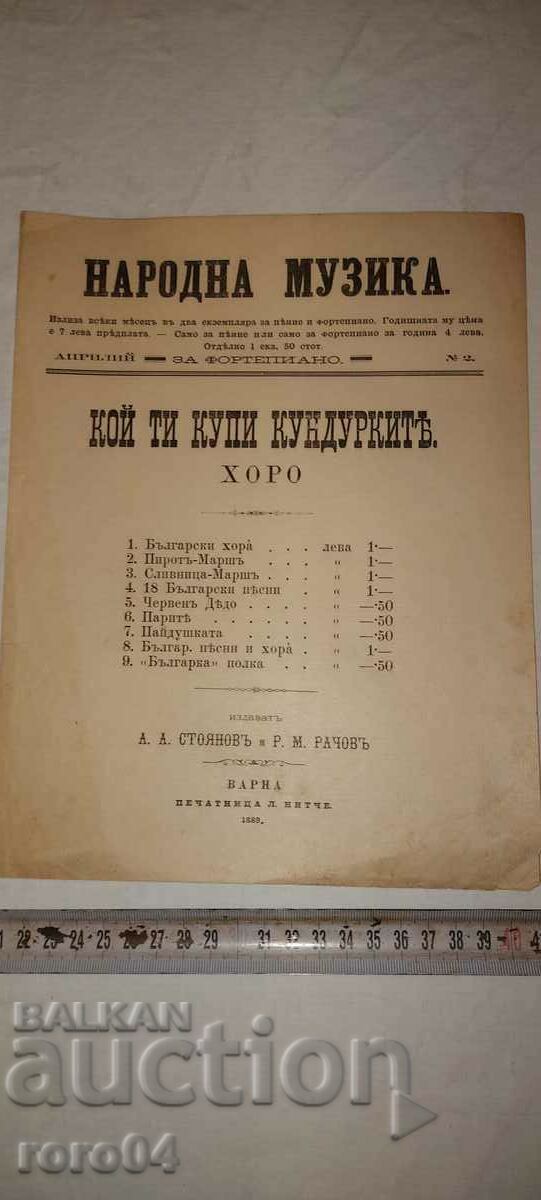 НАРОДНА МУЗИКА.
Излиза всѣки мѣсецъ въ два екземпляра за пѣние и фортепиано. Годишната му цѣна
е 7 лева прѣдплата. — Само за пѣние или само за фортепиано за година 4 лева.
Отдѣлно 1 екз. 50 стот.
АПРИЛИЙ — ЗА ФОРТЕПИАНО. — № 2.
КОЙ ТИ КУПИ КУНДУРКИТѢ.
ХОРО
1. Български хора̀ . . . лева 1·—
2. Пиротъ-Маршъ . . . „ 1·—
3. Сливница-Маршъ . . . „ 1·—
4. 18 Български пѣсни . „ 1·—
5. Червенъ Дѣдо . . . . „ —·50
6. Паритѣ . . . . . . „ —·50
7. Пайдушката . . . . „ —·50
8. Българ. пѣсни и хора̀ . „ 1·—
9. «Българка» полка . . „ —·50
издаватъ
А. А. СТОЯНОВЪ и Р. М. РАЧОВЪ
ВАРНА
ПЕЧАТНИЦА Л. НИТЧЕ.
1889.
1 22 23 24 25 26 27 28 29 31 32 33 34 35 36 37 38 39 4
BALKAN
auction
roro04